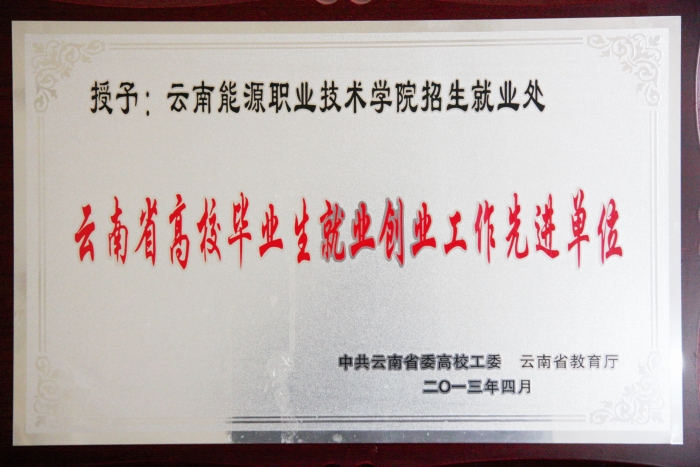 授予：云南能源职业技术学院招生就业处
云南省高校毕业生就业创业工作先进单位
中共云南省委高校工委　云南省教育厅
二〇一三年四月